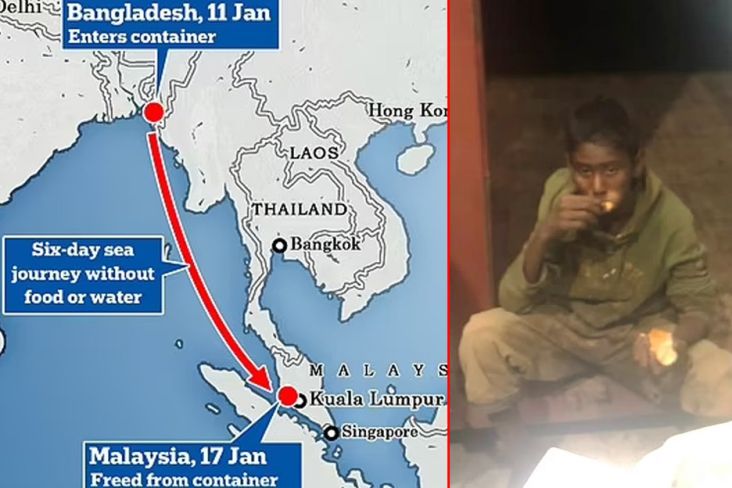 Delhi
Bangladesh, 11 Jan
Enters container
Hong Kon
LAOS
THAILAND
Bangkok
Six-day sea
journey without
food or water
MALAYS
Kuala Lumpur
Singapore
Malaysia, 17 Jan
Freed from container